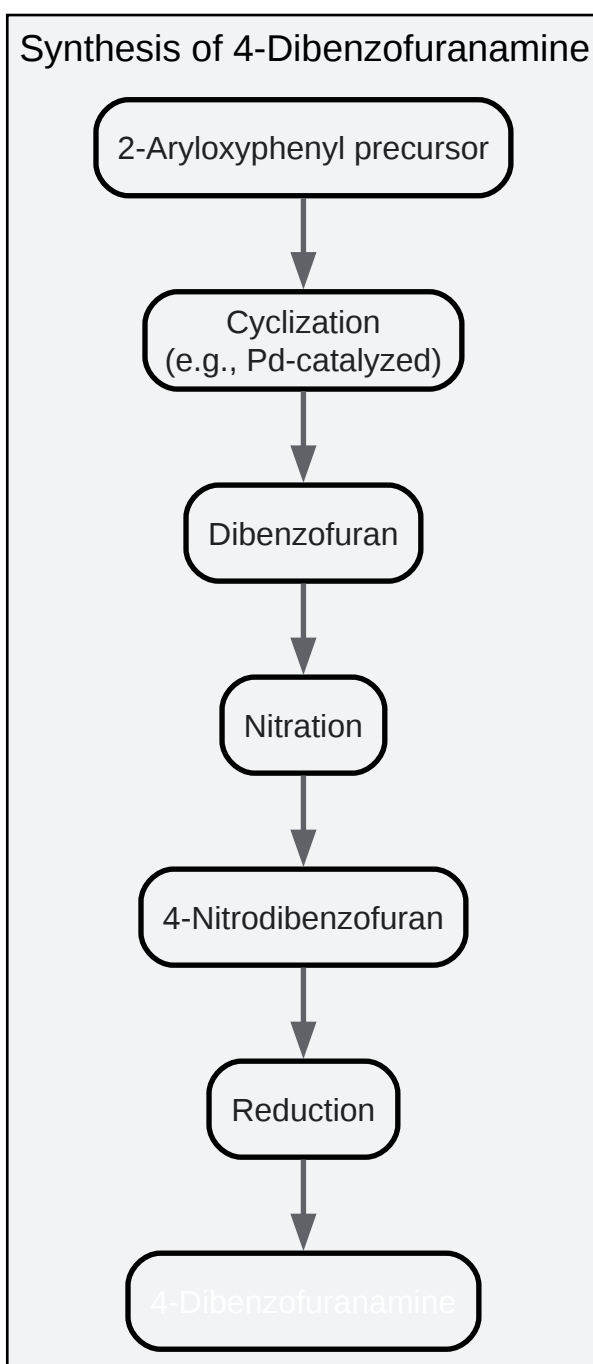 Synthesis of 4-Dibenzofuranamine
2-Aryloxyphenyl precursor
Cyclization
(e.g., Pd-catalyzed)
Dibenzofuran
Nitration
4-Nitrodibenzofuran
Reduction
4-Dibenzofuranamine